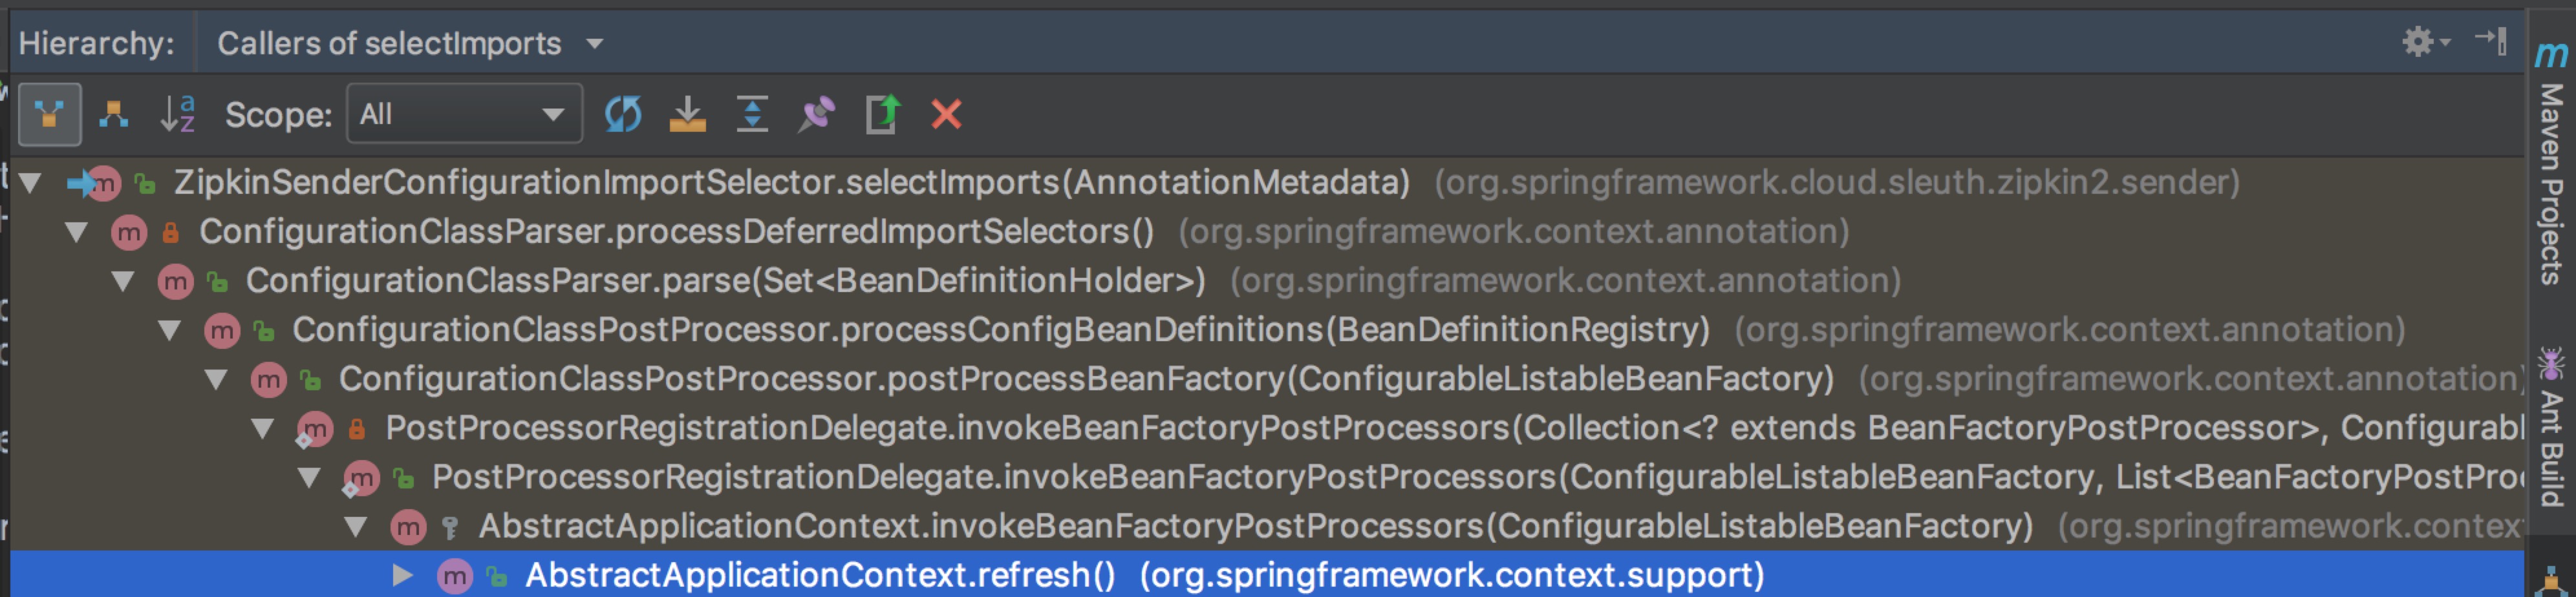 Hierarchy: Callers of selectImports
Scope: All
ZipkinSenderConfigurationImportSelector.selectImports(AnnotationMetadata) (org.springframework.cloud.sleuth.zipkin2.sender)
ConfigurationClassParser.processDeferredImportSelectors() (org.springframework.context.annotation)
ConfigurationClassParser.parse(Set<BeanDefinitionHolder>) (org.springframework.context.annotation)
ConfigurationClassPostProcessor.processConfigBeanDefinitions(BeanDefinitionRegistry) (org.springframework.context.annotation)
ConfigurationClassPostProcessor.postProcessBeanFactory(ConfigurableListableBeanFactory) (org.springframework.context.annotation)
PostProcessorRegistrationDelegate.invokeBeanFactoryPostProcessors(Collection<? extends BeanFactoryPostProcessor>, Configurabl
PostProcessorRegistrationDelegate.invokeBeanFactoryPostProcessors(ConfigurableListableBeanFactory, List<BeanFactoryPostProc
AbstractApplicationContext.invokeBeanFactoryPostProcessors(ConfigurableListableBeanFactory) (org.springframework.context
AbstractApplicationContext.refresh() (org.springframework.context.support)
Maven Projects
Ant Build